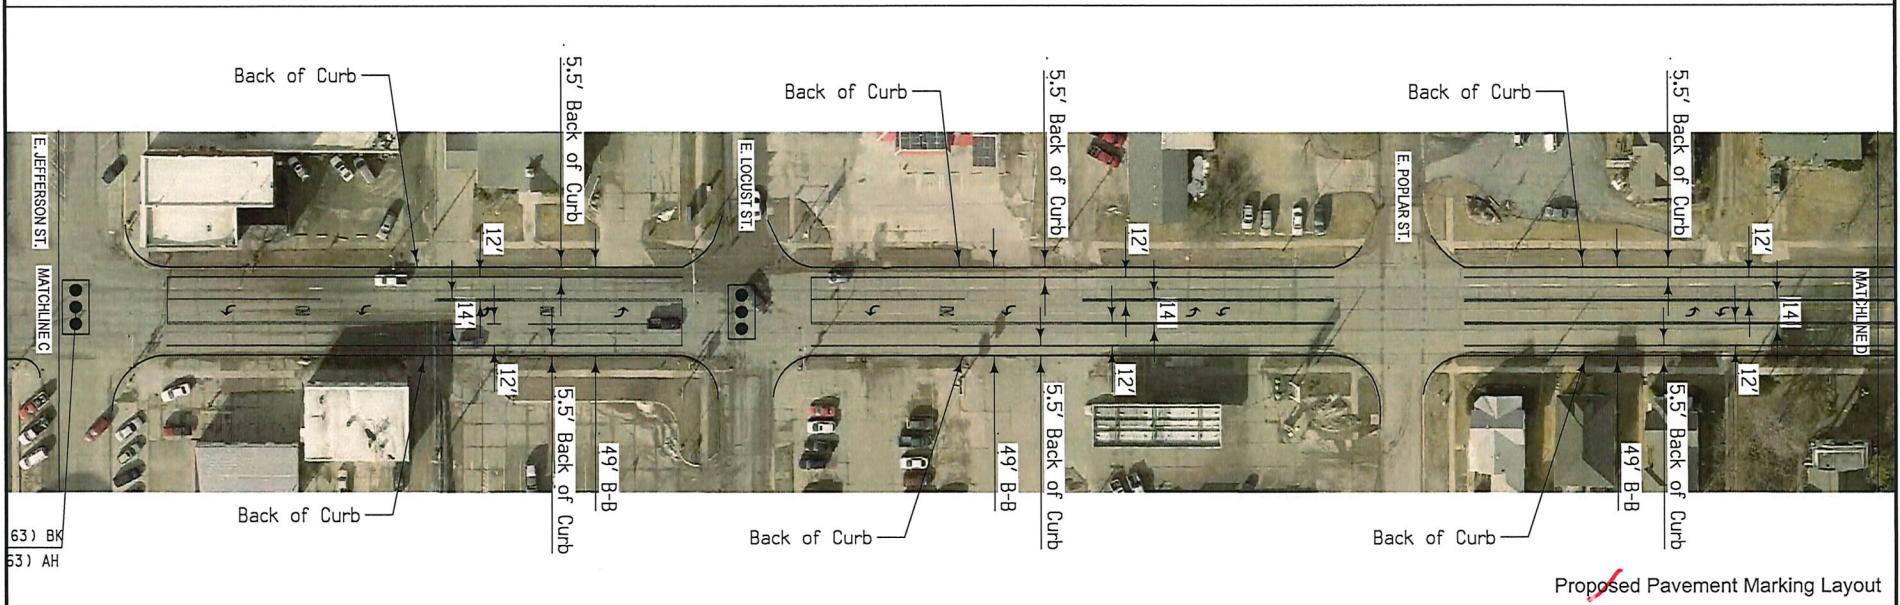 Back of Curb
5.5' Back of Curb
Back of Curb
5.5' Back of Curb
Back of Curb
5.5' Back of Curb
E. JEFFERSON ST.
E. LOCUST ST.
E. POPLAR ST.
12'
12'
12'
MATCHLINE C
14'
14'
14'
MATCHLINE D
12'
12'
12'
5.5' Back of Curb
49' B-B
49' B-B
5.5' Back of Curb
49' B-B
5.5' Back of Curb
Back of Curb
Back of Curb
Back of Curb
63) BK
63) AH
Proposed Pavement Marking Layout